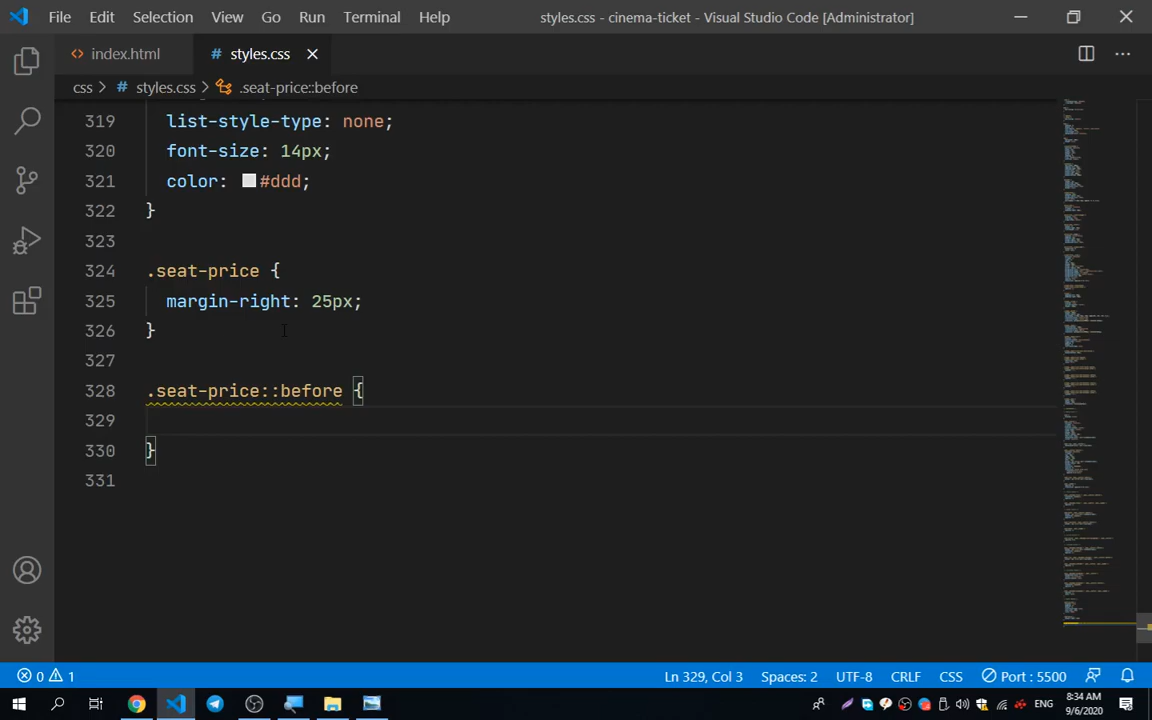 File Edit Selection View Go Run Terminal Help styles.css - cinema-ticket - Visual Studio Code [Administrator]
<> index.html # styles.css
css > # styles.css > .seat-price::before
319 list-style-type: none;
320 font-size: 14px;
321 color: #ddd;
322 }
323
324 .seat-price {
325 margin-right: 25px;
326 }
327
328 .seat-price::before {
329
330 }
331
0 1 Ln 329, Col 3 Spaces: 2 UTF-8 CRLF CSS Port : 5500
ENG 8:34 AM
9/6/2020